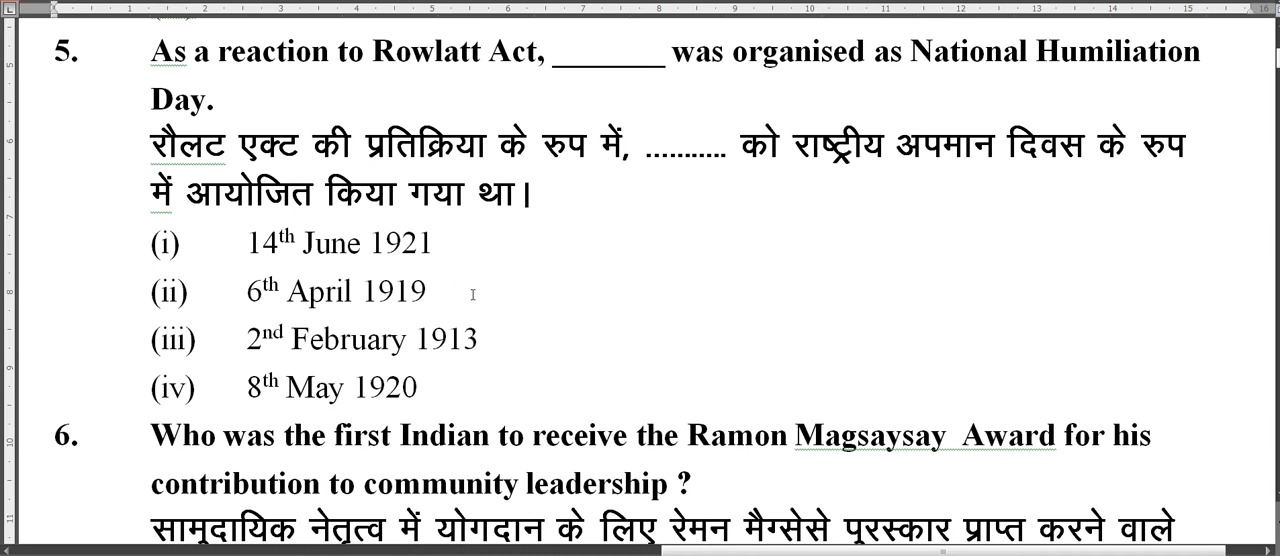 5. As a reaction to Rowlatt Act, _______ was organised as National Humiliation
Day.
रौलट एक्ट की प्रतिक्रिया के रुप में, ........... को राष्ट्रीय अपमान दिवस के रुप
में आयोजित किया गया था।
(i) 14th June 1921
(ii) 6th April 1919
(iii) 2nd February 1913
(iv) 8th May 1920
6. Who was the first Indian to receive the Ramon Magsaysay Award for his
contribution to community leadership ?
सामुदायिक नेतृत्व में योगदान के लिए रेमन मैग्सेसे पुरस्कार प्राप्त करने वाले